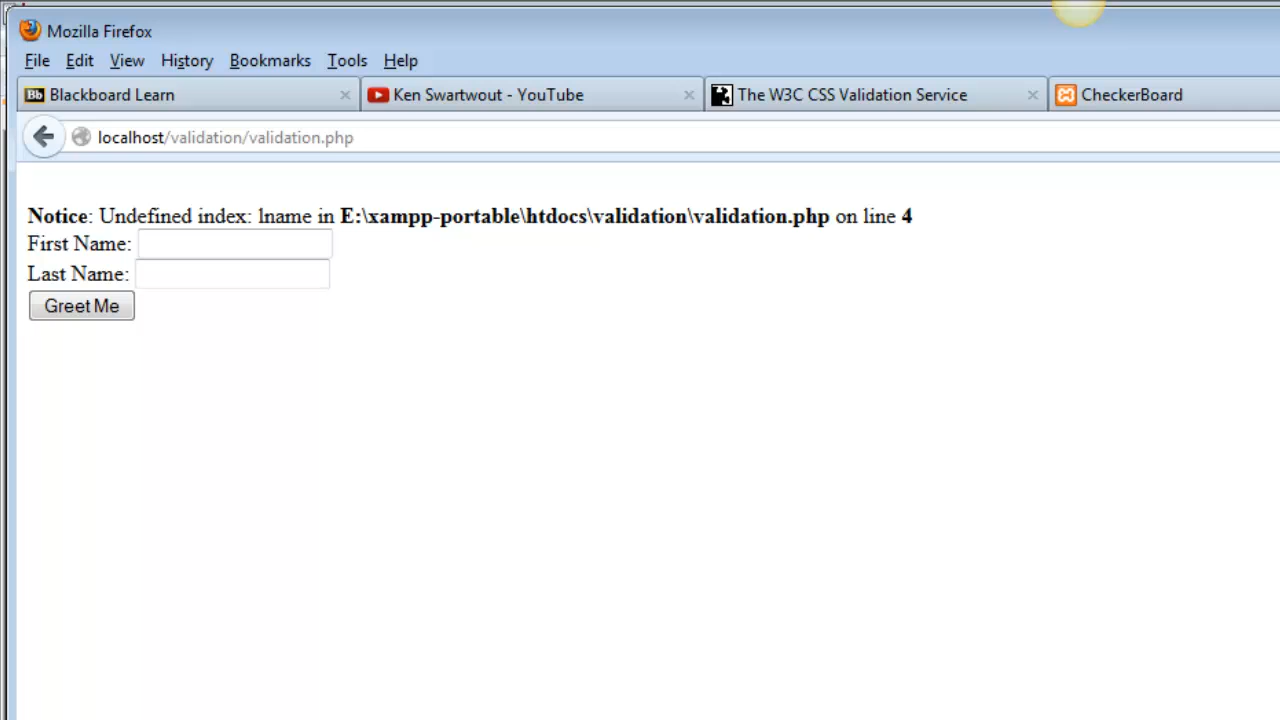 Mozilla Firefox
File Edit View History Bookmarks Tools Help
Bb Blackboard Learn × Ken Swartwout - YouTube × The W3C CSS Validation Service × CheckerBoard
localhost/validation/validation.php
Notice: Undefined index: lname in E:\xampp-portable\htdocs\validation\validation.php on line 4
First Name:
Last Name:
Greet Me